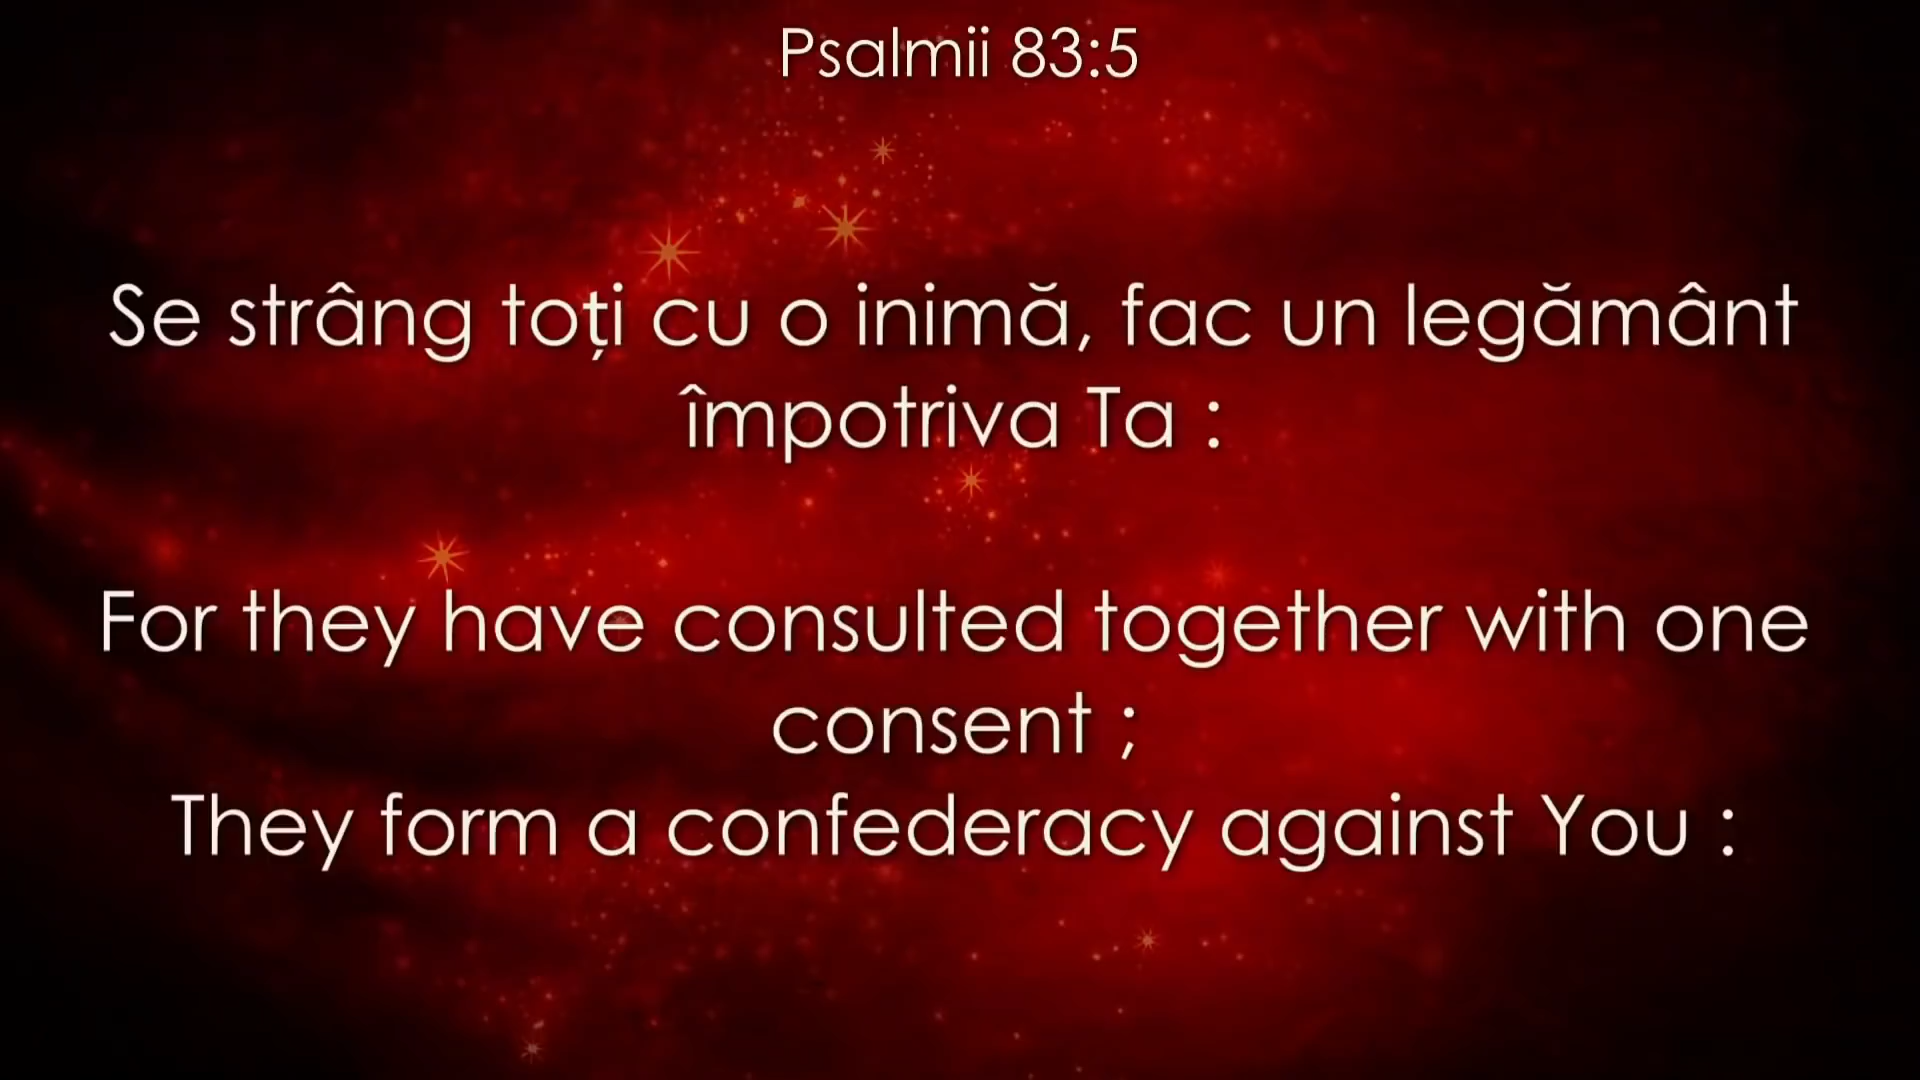 Psalmii 83:5
Se strâng toți cu o inimă, fac un legământ
împotriva Ta :
For they have consulted together with one
consent ;
They form a confederacy against You :